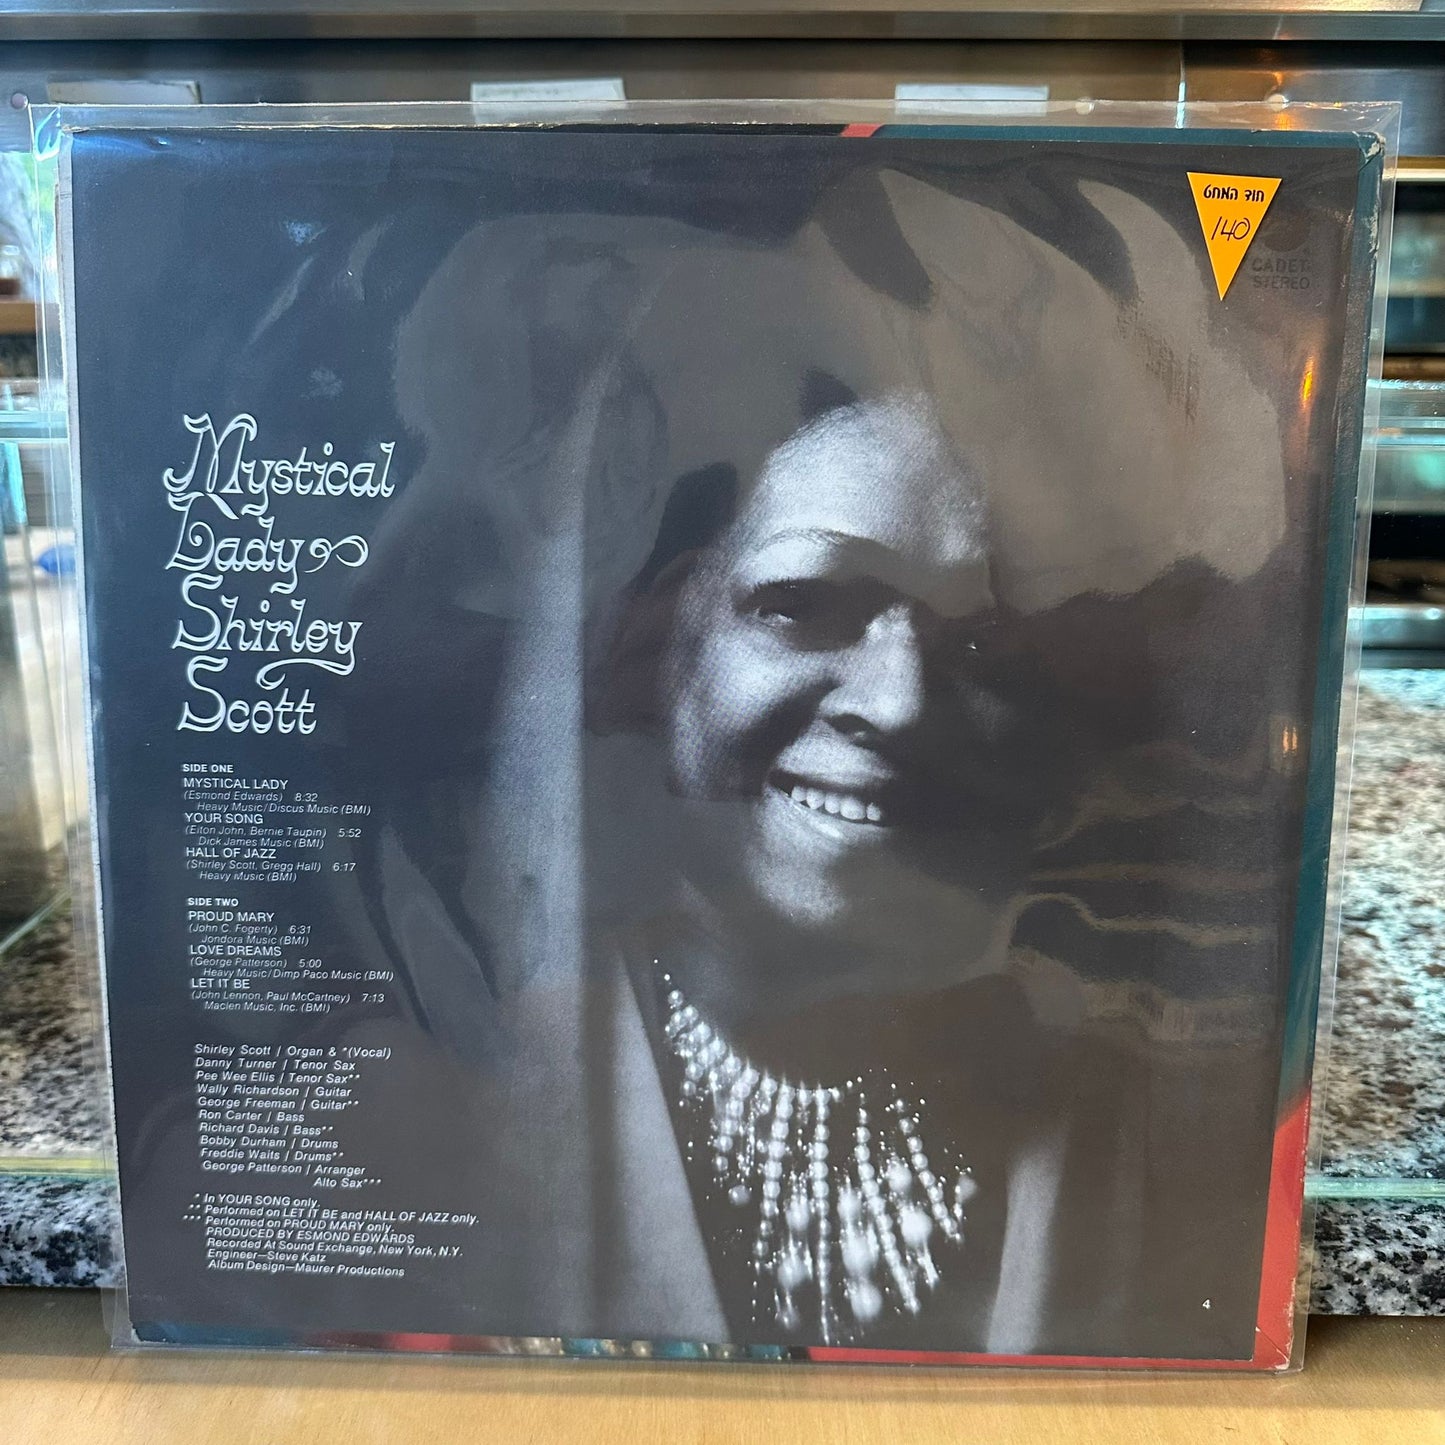 חוד המחט
140
CADET
STEREO
Mystical
Lady
Shirley
Scott
SIDE ONE
MYSTICAL LADY
(Esmond Edwards) 8:32
Heavy Music/Discus Music (BMI)
YOUR SONG
(Elton John, Bernie Taupin) 5:52
Dick James Music (BMI)
HALL OF JAZZ
(Shirley Scott, Gregg Hall) 6:17
Heavy Music (BMI)
SIDE TWO
PROUD MARY
(John C. Fogerty) 6:31
Jondora Music (BMI)
LOVE DREAMS
(George Patterson) 5:00
Heavy Music/Dimp Paco Music (BMI)
LET IT BE
(John Lennon, Paul McCartney) 7:13
Maclen Music, Inc. (BMI)
Shirley Scott / Organ & *(Vocal)
Danny Turner / Tenor Sax
Pee Wee Ellis / Tenor Sax**
Wally Richardson / Guitar
George Freeman / Guitar**
Ron Carter / Bass
Richard Davis / Bass**
Bobby Durham / Drums
Freddie Waits / Drums**
George Patterson / Arranger
Alto Sax***
* In YOUR SONG only.
** Performed on LET IT BE and HALL OF JAZZ only.
*** Performed on PROUD MARY only.
PRODUCED BY ESMOND EDWARDS
Recorded At Sound Exchange, New York, N.Y.
Engineer—Steve Katz
Album Design—Maurer Productions
4